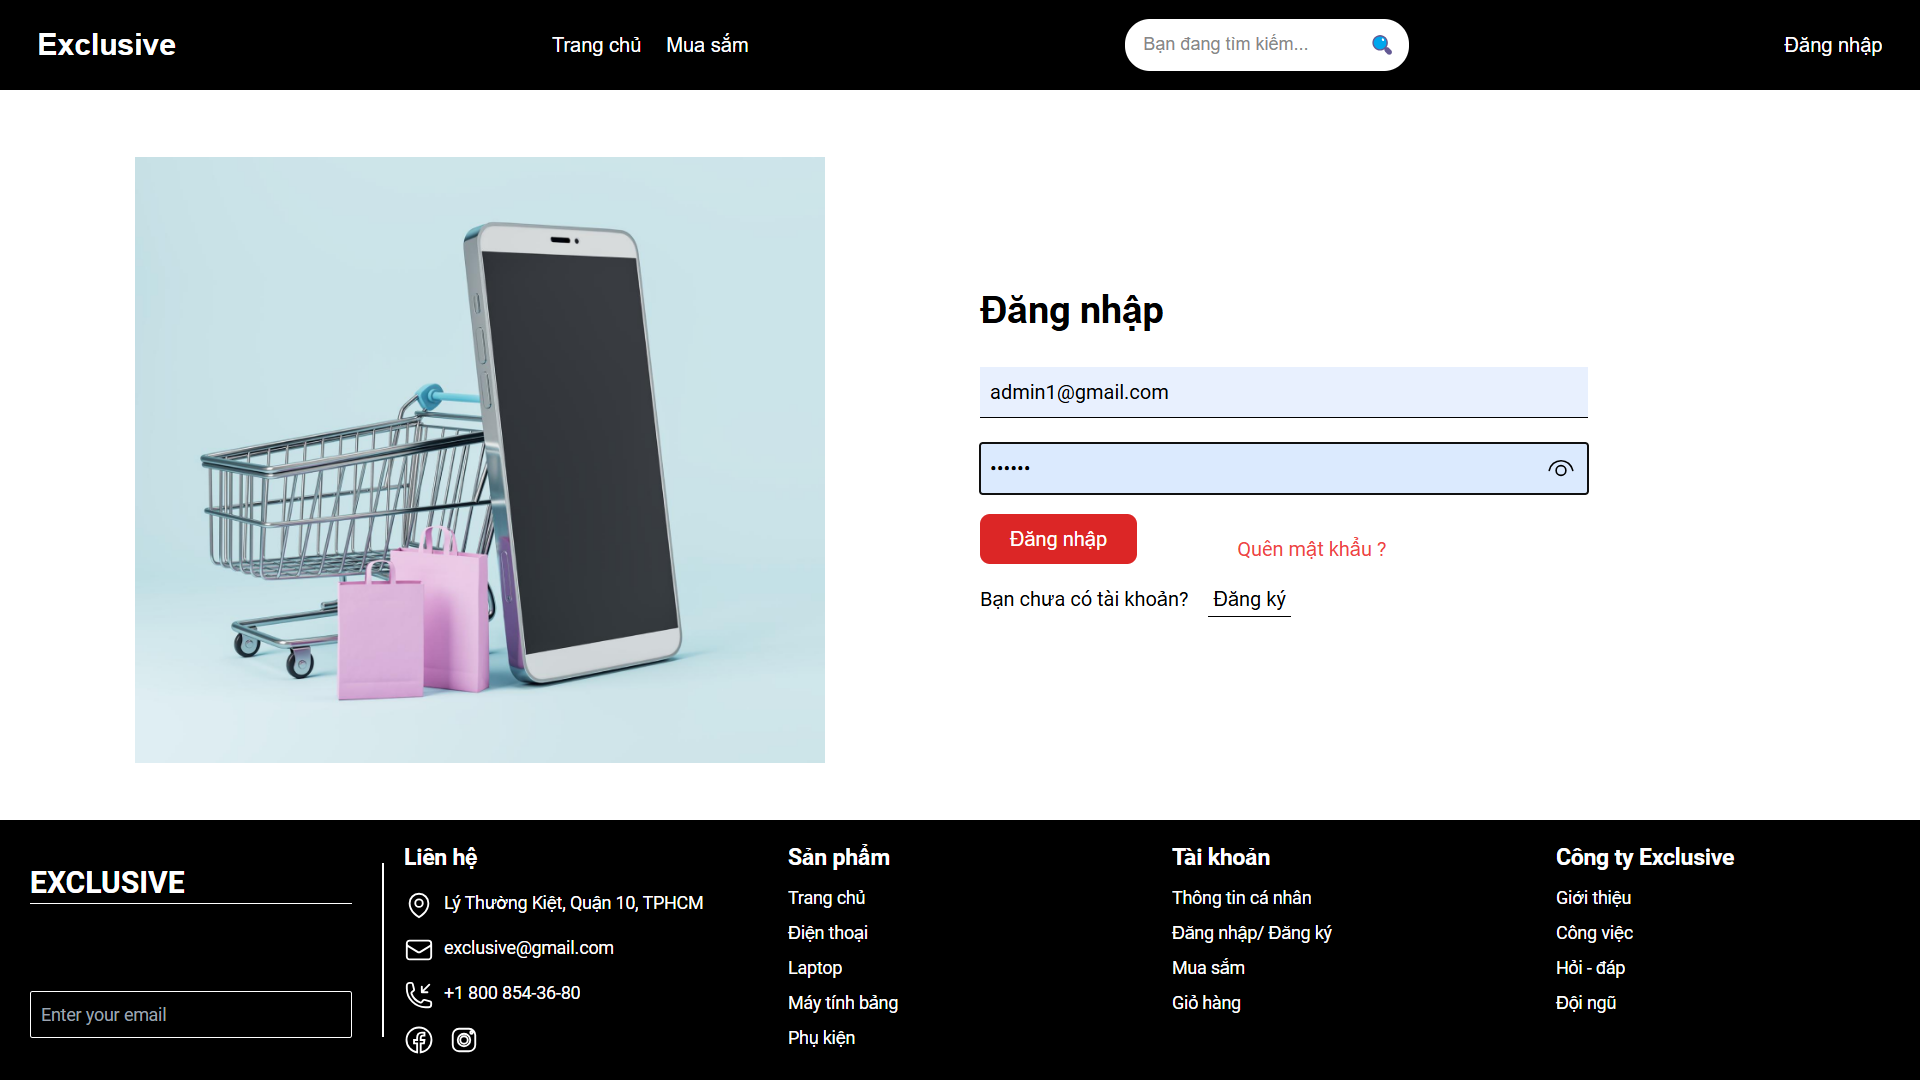 Exclusive
Trang chủ
Mua sắm
Bạn đang tìm kiếm...
Đăng nhập
Đăng nhập
admin1@gmail.com
••••••
Đăng nhập
Quên mật khẩu ?
Bạn chưa có tài khoản?
Đăng ký
EXCLUSIVE
Enter your email
Liên hệ
Lý Thường Kiệt, Quận 10, TPHCM
exclusive@gmail.com
+1 800 854-36-80
Sản phẩm
Trang chủ
Điện thoại
Laptop
Máy tính bảng
Phụ kiện
Tài khoản
Thông tin cá nhân
Đăng nhập/ Đăng ký
Mua sắm
Giỏ hàng
Công ty Exclusive
Giới thiệu
Công việc
Hỏi - đáp
Đội ngũ